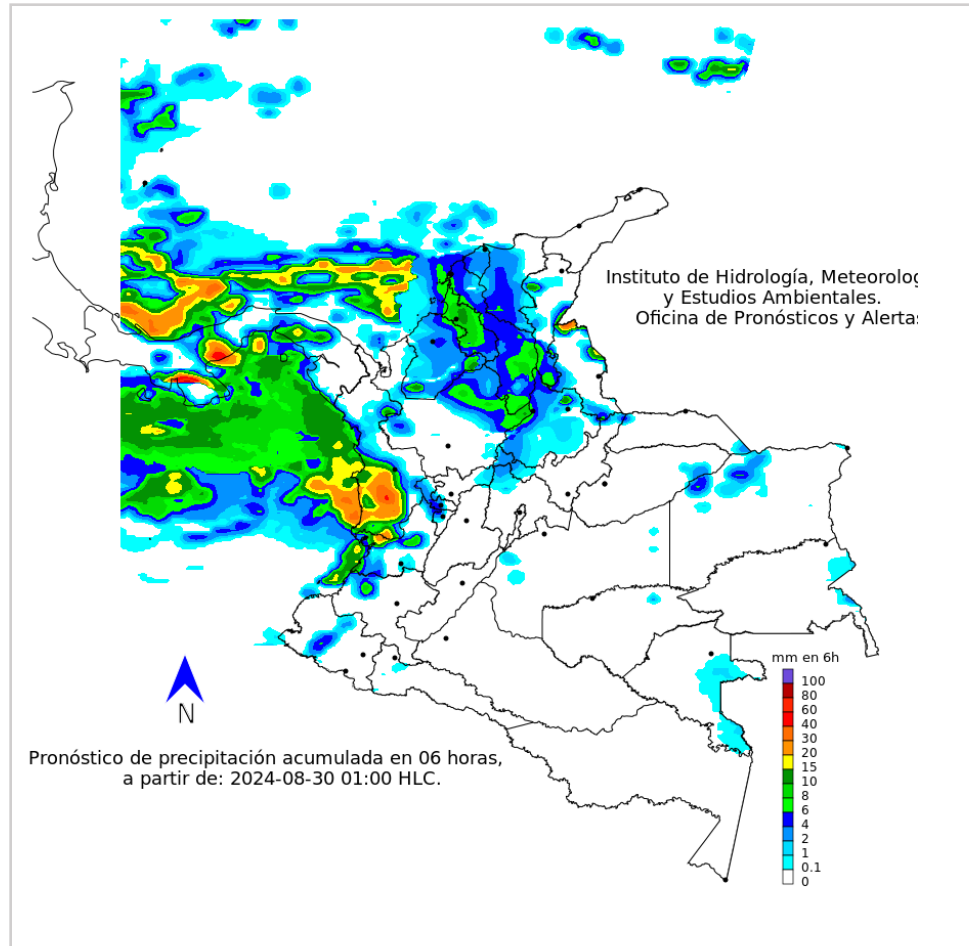 Instituto de Hidrología, Meteorolog
y Estudios Ambientales.
Oficina de Pronósticos y Alertas
N
mm en 6h
100
80
60
40
30
20
15
10
8
6
4
2
1
0.1
0
Pronóstico de precipitación acumulada en 06 horas,
a partir de: 2024-08-30 01:00 HLC.